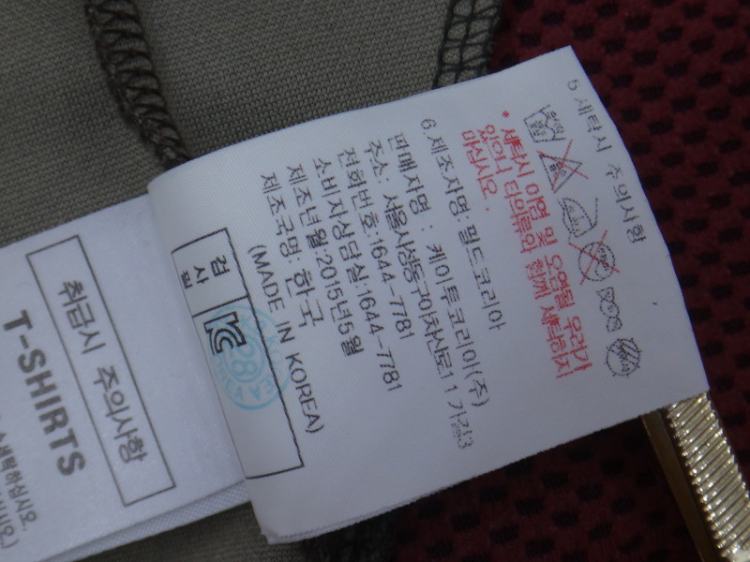 5 세탁시 주의사항
* 세탁시 이염 및 오염될 우려가
있으니 타의류와 함께 세탁하지
마십시오.
6.제조자명: 필드코리아
판매자명 : 케이투코리아(주)
주소: 서울시성동구아차산로11가길3
전화번호:1644-7781
소비자상담실:1644-7781
제조년월:2015년5월
제조국명: 한국
(MADE IN KOREA)
검사필
28
취급시 주의사항
T-SHIRTS